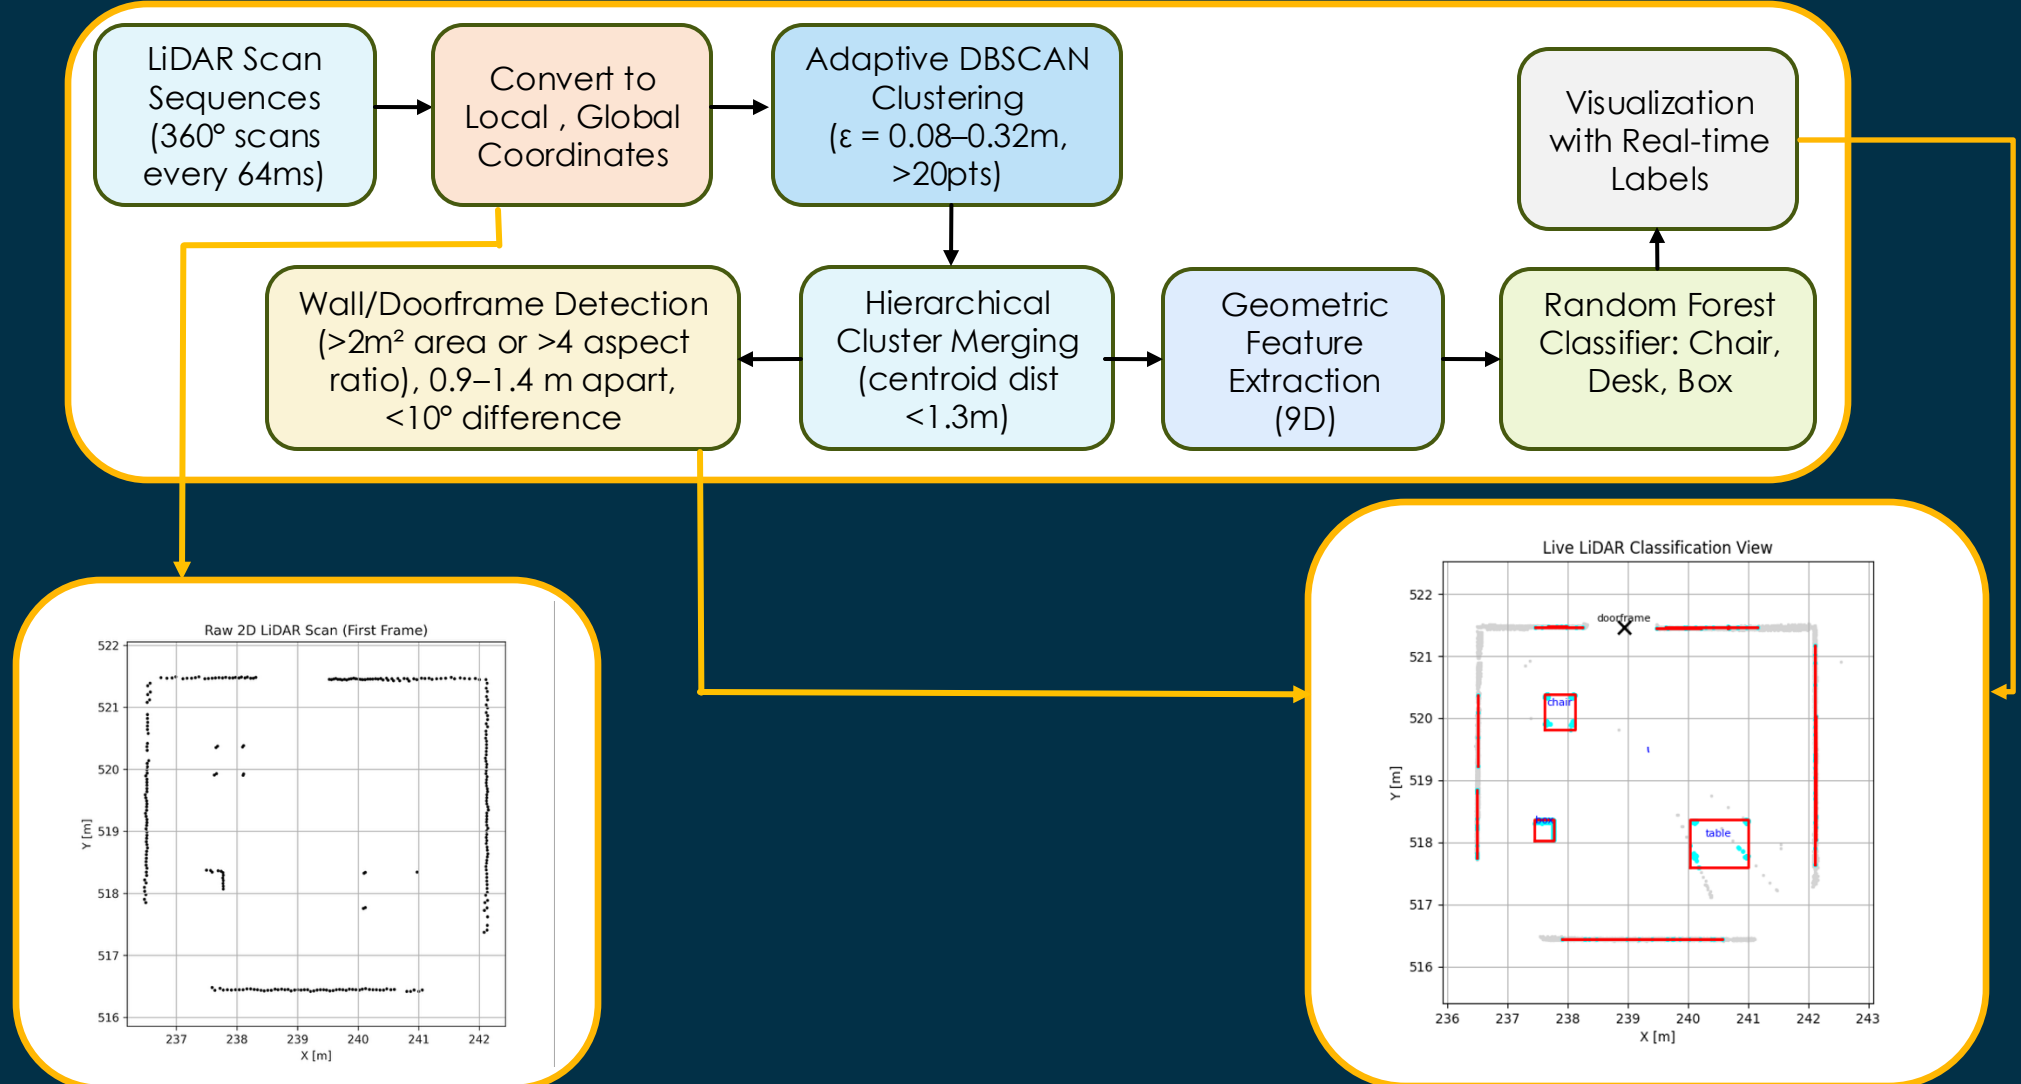 LiDAR Scan
Sequences
(360° scans
every 64ms)
Convert to
Local , Global
Coordinates
Adaptive DBSCAN
Clustering
(ε = 0.08–0.32m,
>20pts)
Visualization
with Real-time
Labels
Wall/Doorframe Detection
(>2m² area or >4 aspect
ratio), 0.9–1.4 m apart,
<10° difference
Hierarchical
Cluster Merging
(centroid dist
<1.3m)
Geometric
Feature
Extraction
(9D)
Random Forest
Classifier: Chair,
Desk, Box
Raw 2D LiDAR Scan (First Frame)
522
521
520
519
518
517
516
Y [m]
237 238 239 240 241 242
X [m]
Live LiDAR Classification View
doorframe
chair
box
table
522
521
520
519
518
517
516
Y [m]
236 237 238 239 240 241 242 243
X [m]